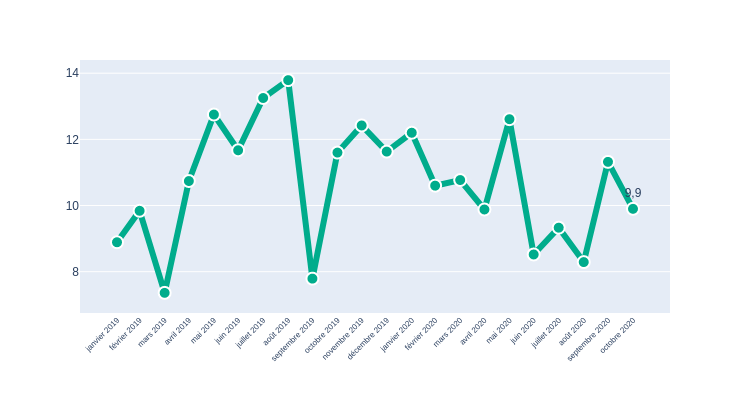 14
12
10
8
9,9
janvier 2019
février 2019
mars 2019
avril 2019
mai 2019
juin 2019
juillet 2019
août 2019
septembre 2019
octobre 2019
novembre 2019
décembre 2019
janvier 2020
février 2020
mars 2020
avril 2020
mai 2020
juin 2020
juillet 2020
août 2020
septembre 2020
octobre 2020